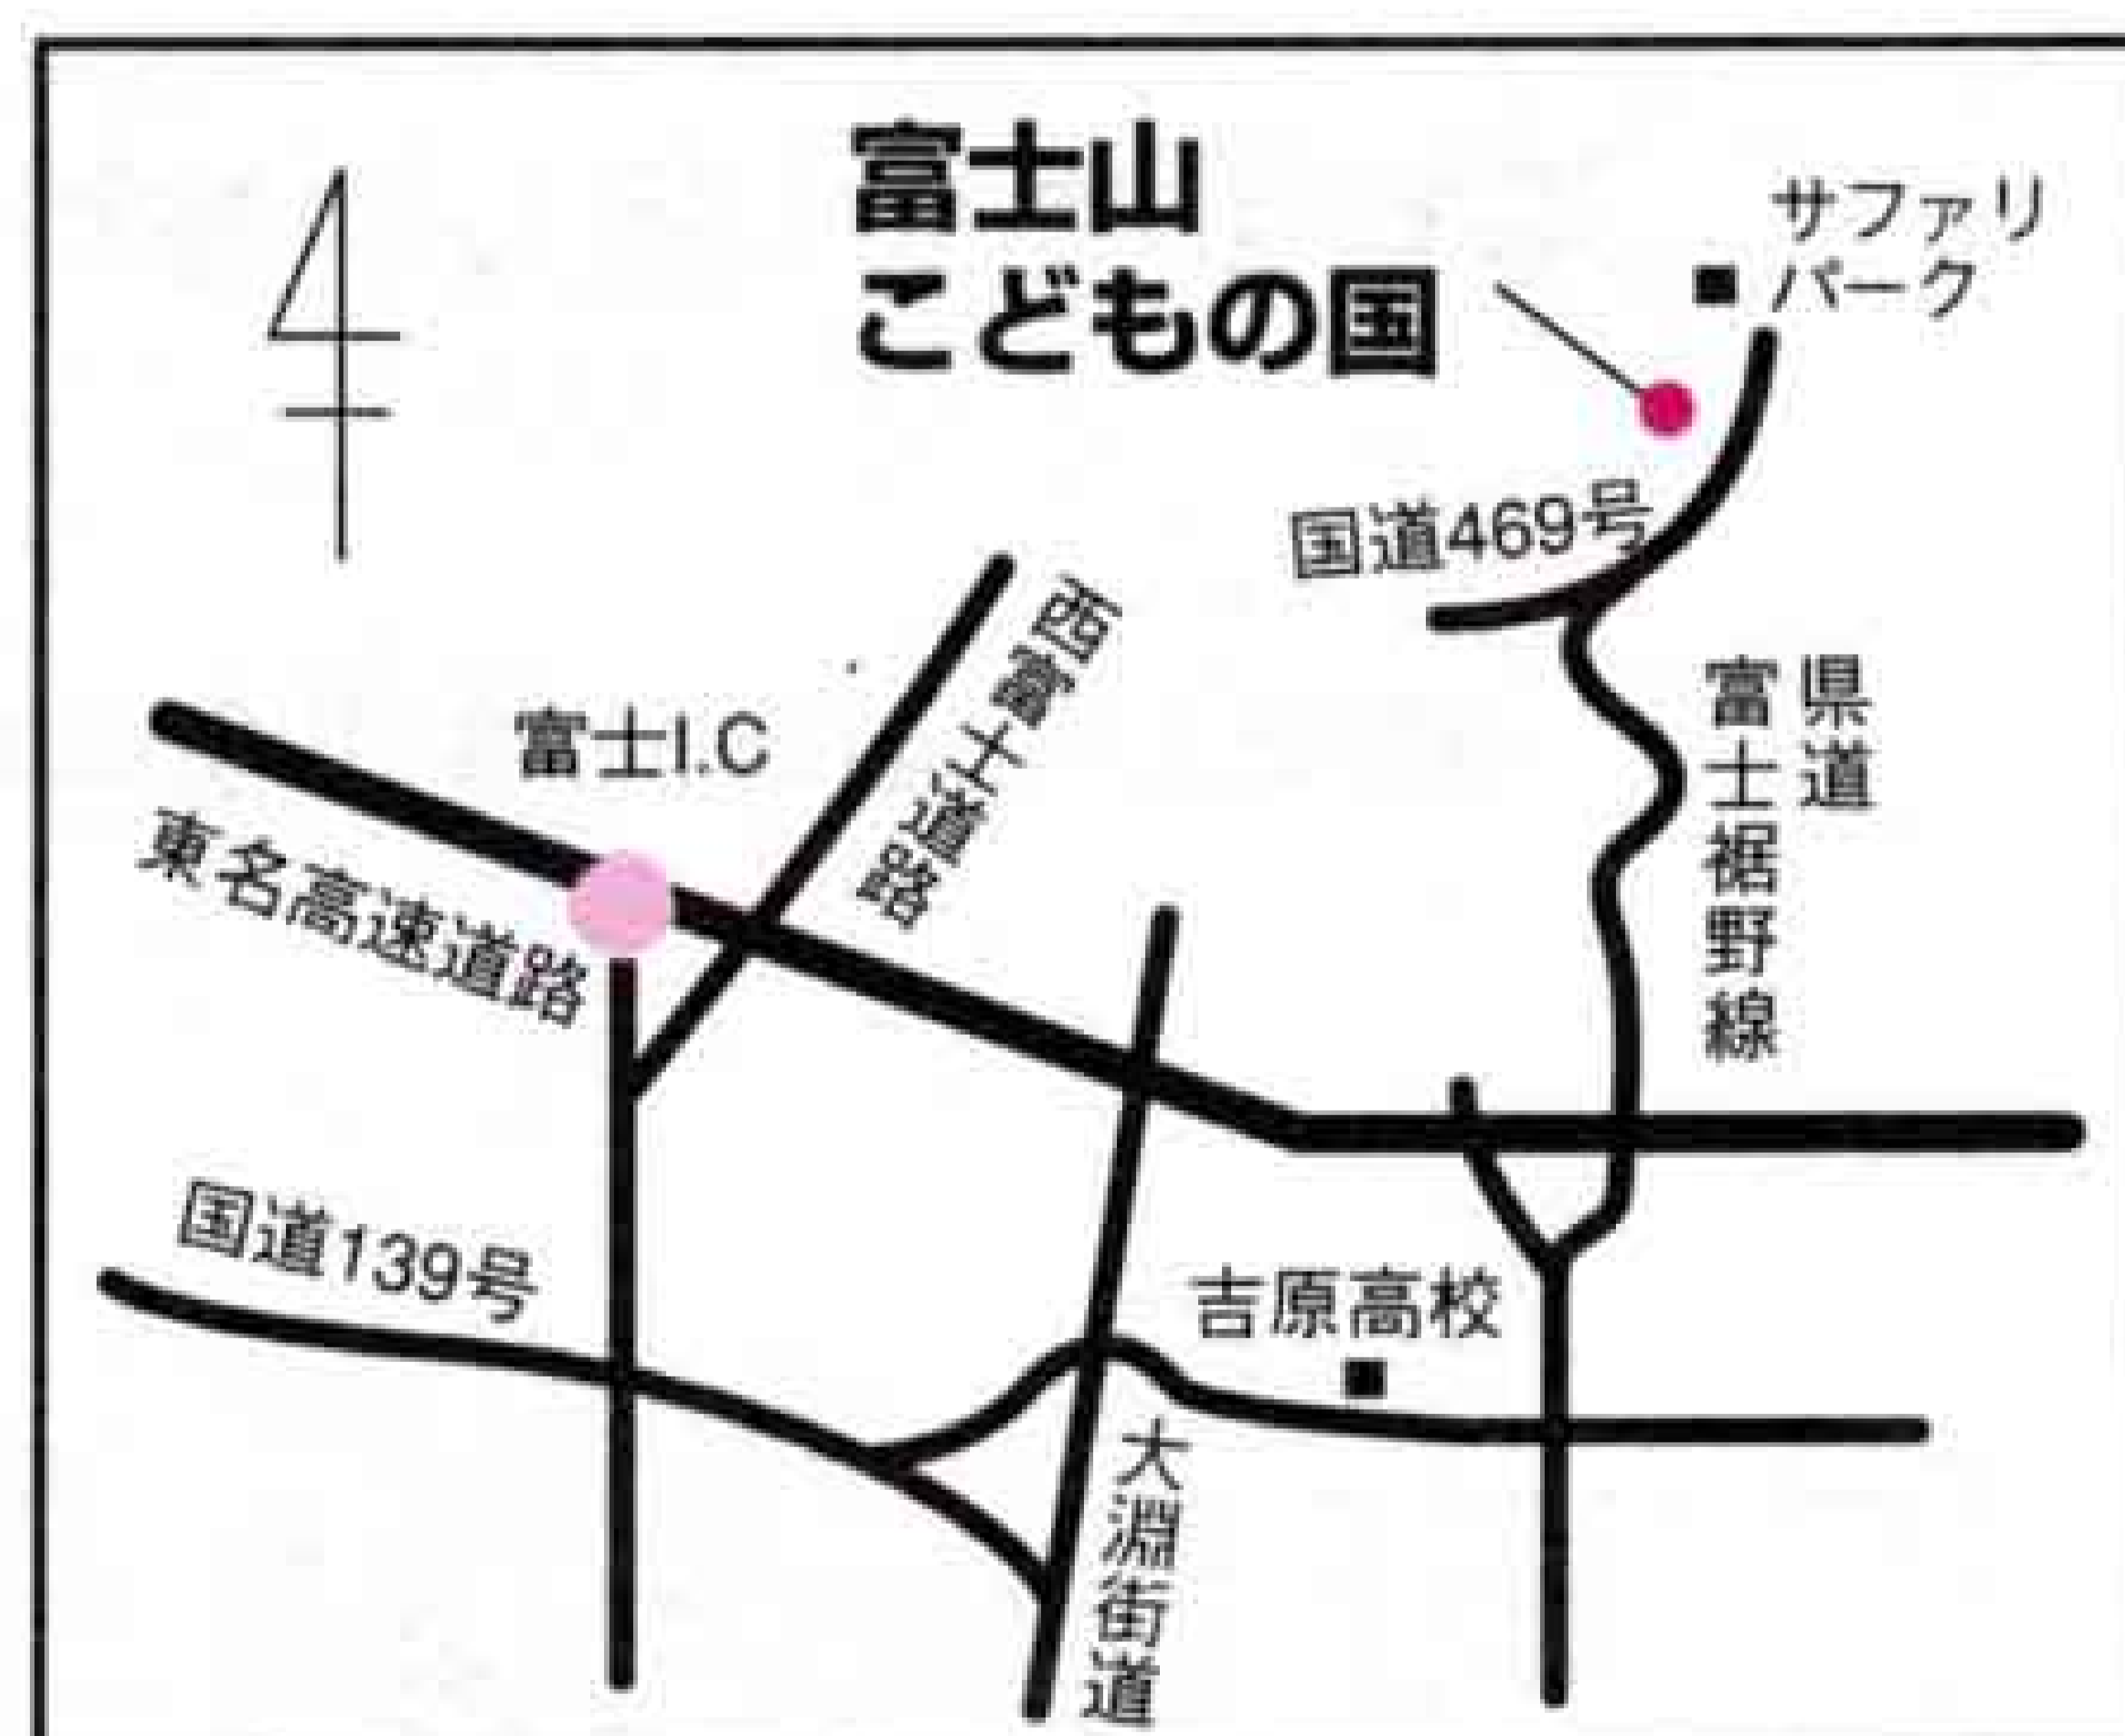 富士山
こどもの国
サファリ
パーク
国道469号
西富士道路
富士I.C
県道
富士裾野線
東名高速道路
国道139号
吉原高校
大淵街道